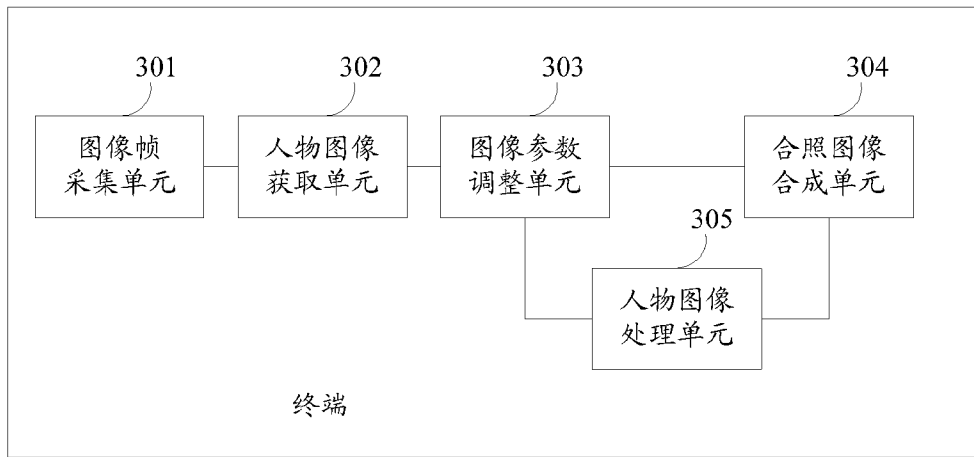 301
302
303
304
图像帧
采集单元
人物图像
获取单元
图像参数
调整单元
合照图像
合成单元
305
人物图像
处理单元
终端